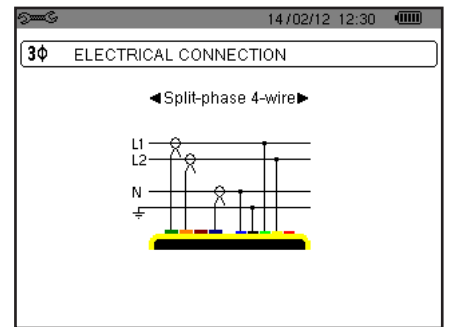 14/02/12 12:30
3Φ ELECTRICAL CONNECTION
◄Split-phase 4-wire►
L1
L2
N